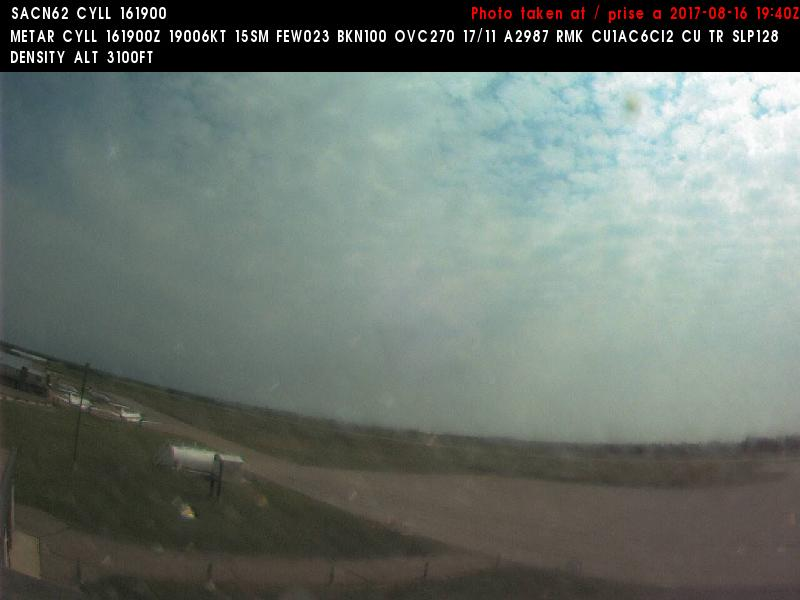 SACN62 CYLL 161900
Photo taken at / prise a 2017-08-16 19:40Z
METAR CYLL 161900Z 19006KT 15SM FEW023 BKN100 OVC270 17/11 A2987 RMK CU1AC6CI2 CU TR SLP128
DENSITY ALT 3100FT